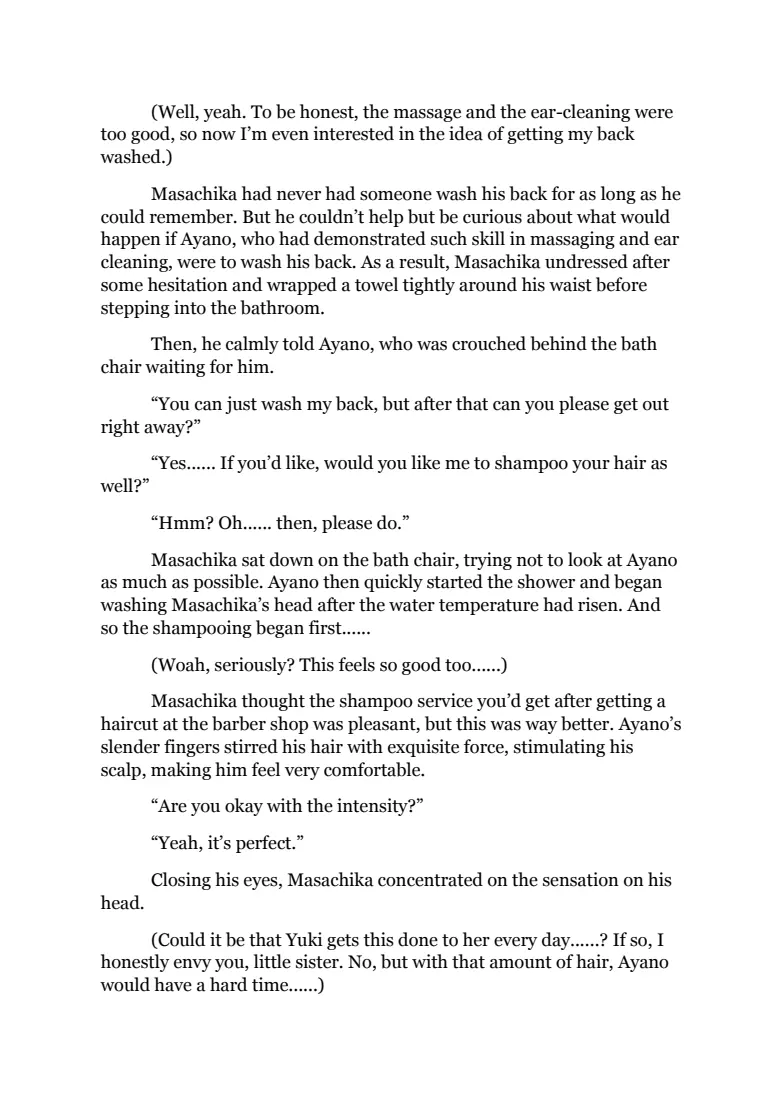 (Well, yeah. To be honest, the massage and the ear-cleaning were
too good, so now I’m even interested in the idea of getting my back
washed.)
Masachika had never had someone wash his back for as long as he
could remember. But he couldn’t help but be curious about what would
happen if Ayano, who had demonstrated such skill in massaging and ear
cleaning, were to wash his back. As a result, Masachika undressed after
some hesitation and wrapped a towel tightly around his waist before
stepping into the bathroom.
Then, he calmly told Ayano, who was crouched behind the bath
chair waiting for him.
“You can just wash my back, but after that can you please get out
right away?”
“Yes...... If you’d like, would you like me to shampoo your hair as
well?”
“Hmm? Oh...... then, please do.”
Masachika sat down on the bath chair, trying not to look at Ayano
as much as possible. Ayano then quickly started the shower and began
washing Masachika’s head after the water temperature had risen. And
so the shampooing began first......
(Woah, seriously? This feels so good too......)
Masachika thought the shampoo service you’d get after getting a
haircut at the barber shop was pleasant, but this was way better. Ayano’s
slender fingers stirred his hair with exquisite force, stimulating his
scalp, making him feel very comfortable.
“Are you okay with the intensity?”
“Yeah, it’s perfect.”
Closing his eyes, Masachika concentrated on the sensation on his
head.
(Could it be that Yuki gets this done to her every day......? If so, I
honestly envy you, little sister. No, but with that amount of hair, Ayano
would have a hard time......)